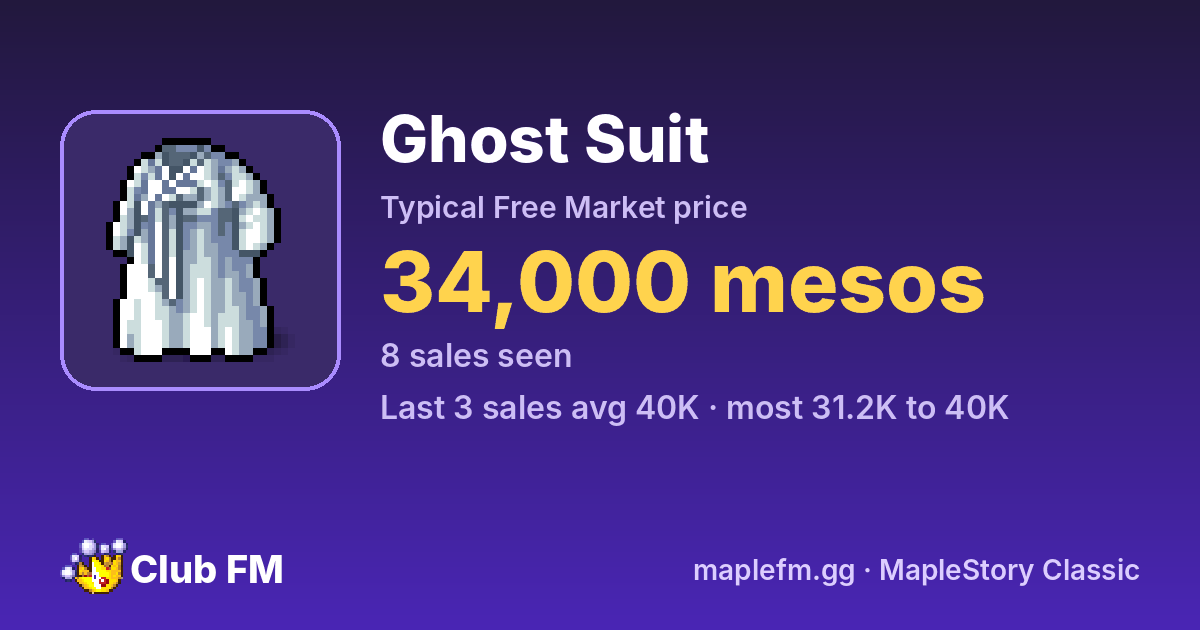 Ghost Suit
Typical Free Market price
34,000 mesos
8 sales seen
Last 3 sales avg 40K · most 31.2K to 40K
Club FM
maplefm.gg · MapleStory Classic